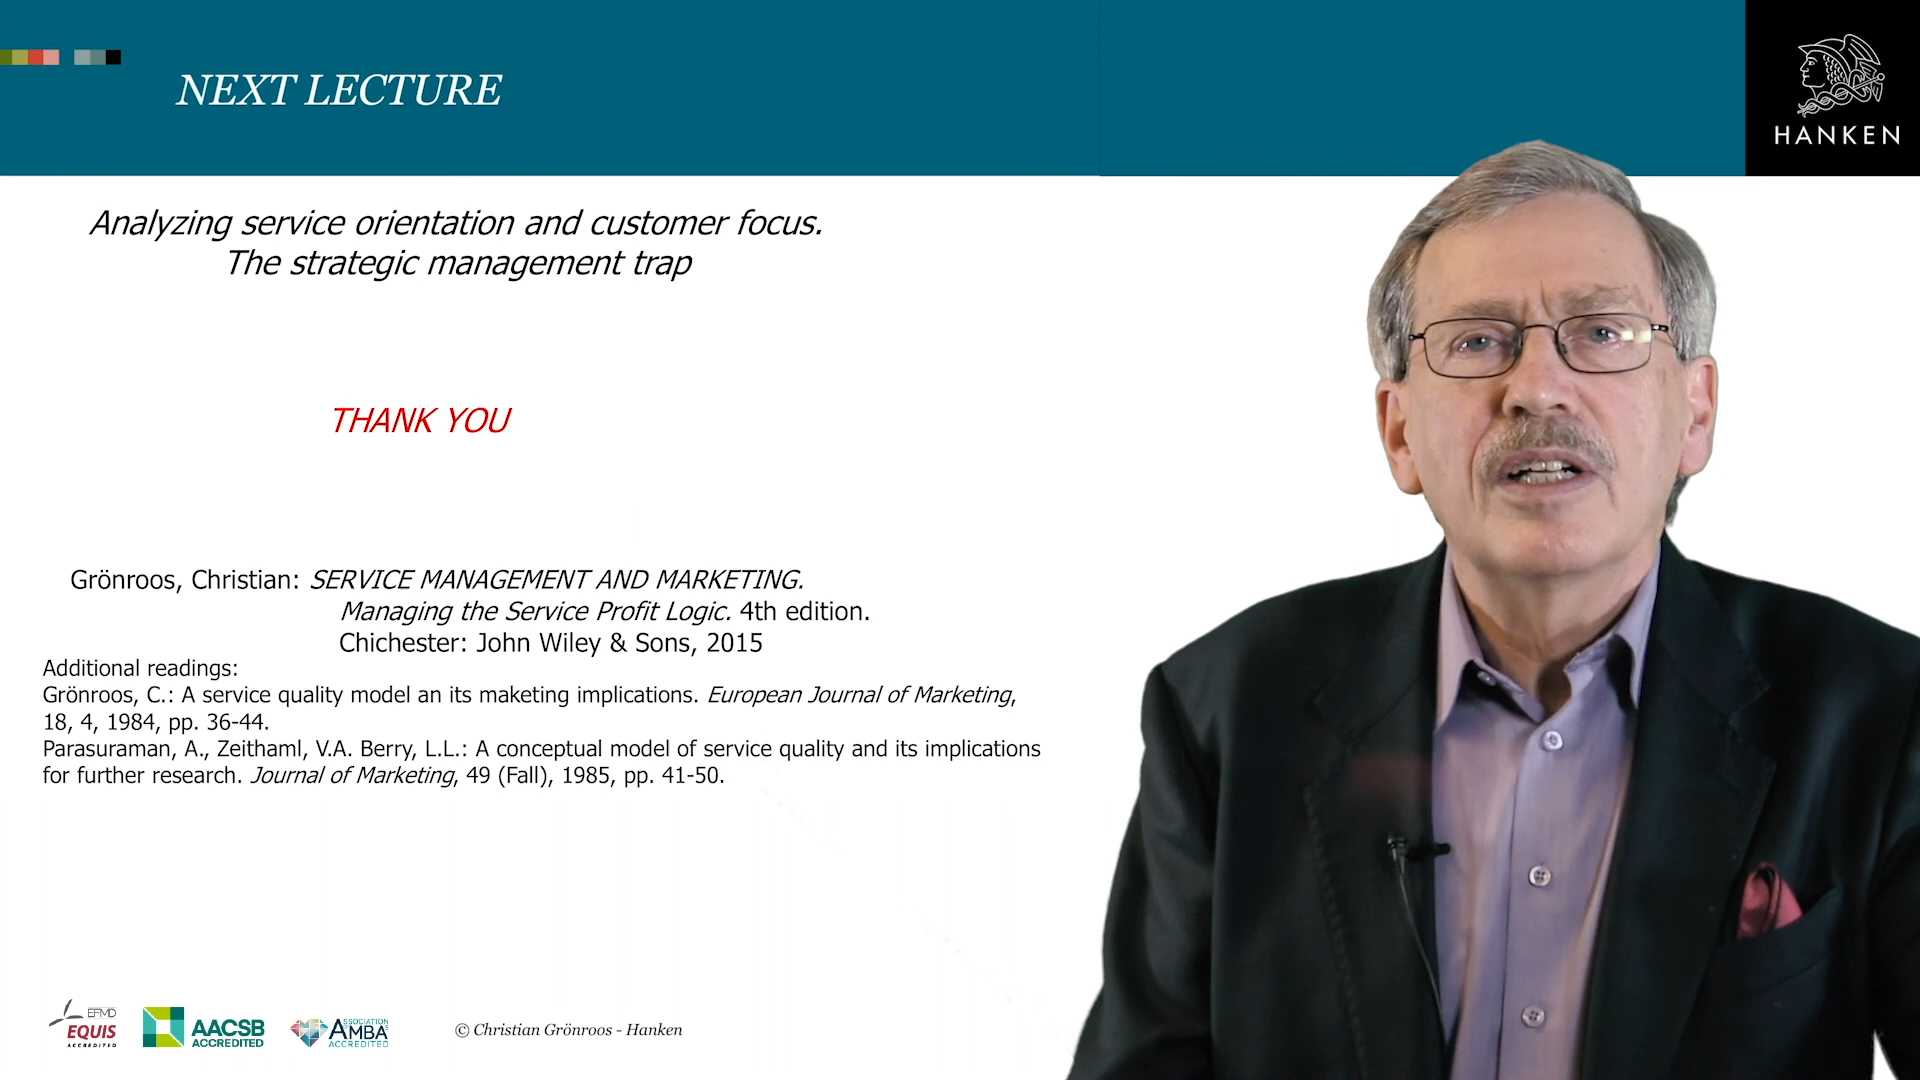 NEXT LECTURE
HANKEN
Analyzing service orientation and customer focus.
The strategic management trap
THANK YOU
Grönroos, Christian: SERVICE MANAGEMENT AND MARKETING.
Managing the Service Profit Logic. 4th edition.
Chichester: John Wiley & Sons, 2015
Additional readings:
Grönroos, C.: A service quality model an its maketing implications. European Journal of Marketing,
18, 4, 1984, pp. 36-44.
Parasuraman, A., Zeithaml, V.A. Berry, L.L.: A conceptual model of service quality and its implications
for further research. Journal of Marketing, 49 (Fall), 1985, pp. 41-50.
EFMD
EQUIS
ACCREDITED
AACSB
ACCREDITED
ASSOCIATION
AMBA
ACCREDITED
© Christian Grönroos - Hanken